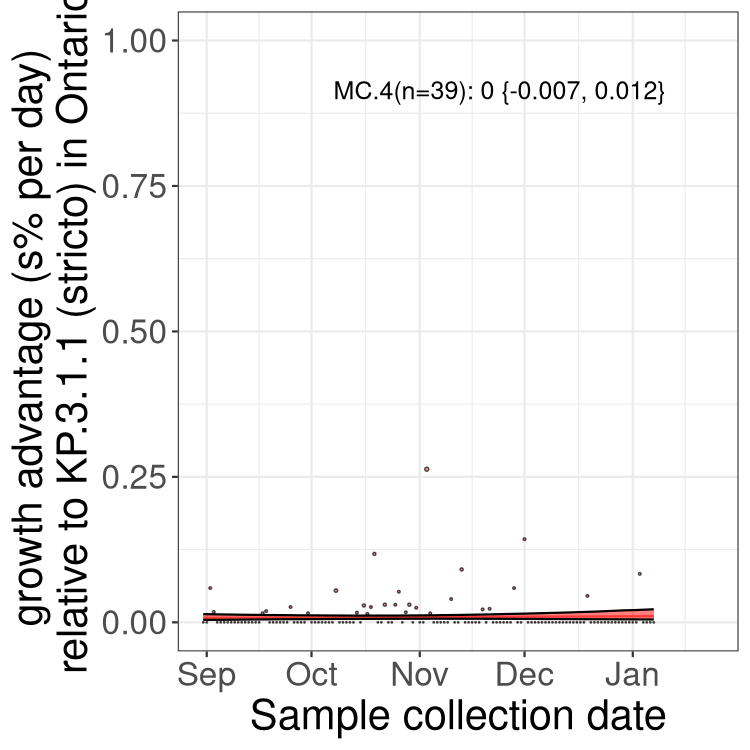 growth advantage (s% per day)
relative to KP.3.1.1 (stricto) in Ontario
1.00
0.75
0.50
0.25
0.00
MC.4(n=39): 0 {-0.007, 0.012}
Sep Oct Nov Dec Jan
Sample collection date